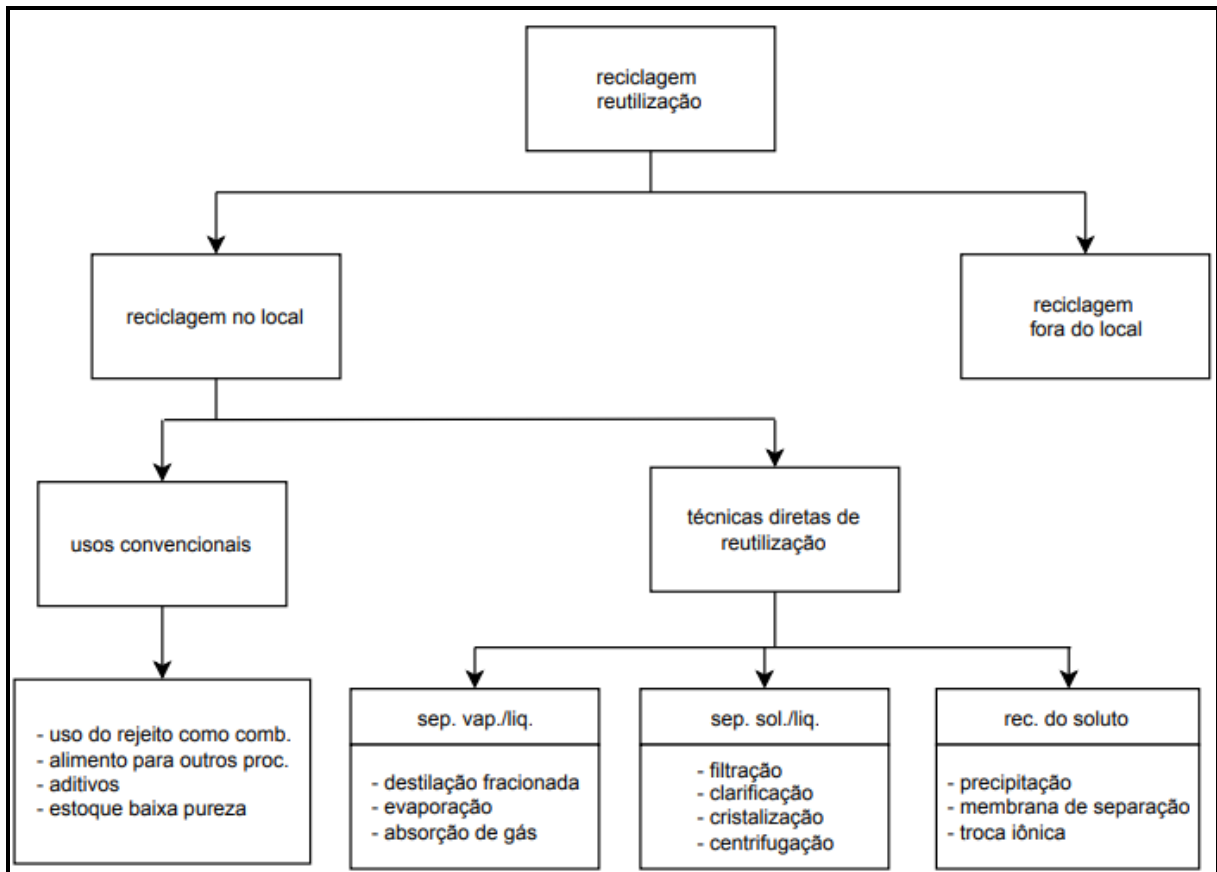 reciclagem
reutilização
reciclagem no local
reciclagem
fora do local
usos convencionais
técnicas diretas de
reutilização
- uso do rejeito como comb.
- alimento para outros proc.
- aditivos
- estoque baixa pureza
sep. vap./liq.
- destilação fracionada
- evaporação
- absorção de gás
sep. sol./liq.
- filtração
- clarificação
- cristalização
- centrifugação
rec. do soluto
- precipitação
- membrana de separação
- troca iônica